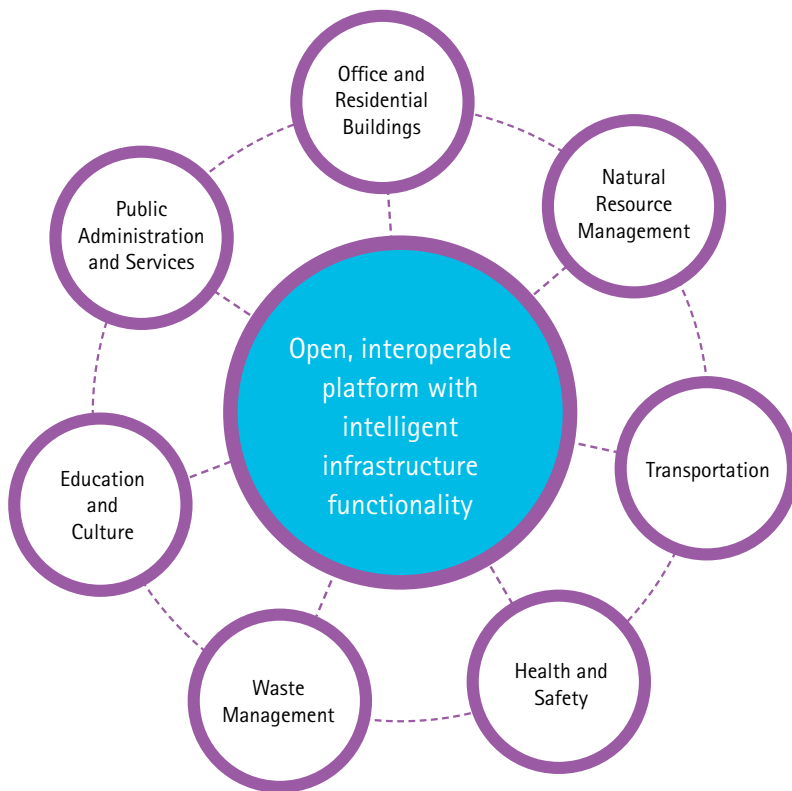 Office and
Residential
Buildings
Natural
Resource
Management
Public
Administration
and Services
Open, interoperable
platform with
intelligent
infrastructure
functionality
Transportation
Education
and
Culture
Health and
Safety
Waste
Management